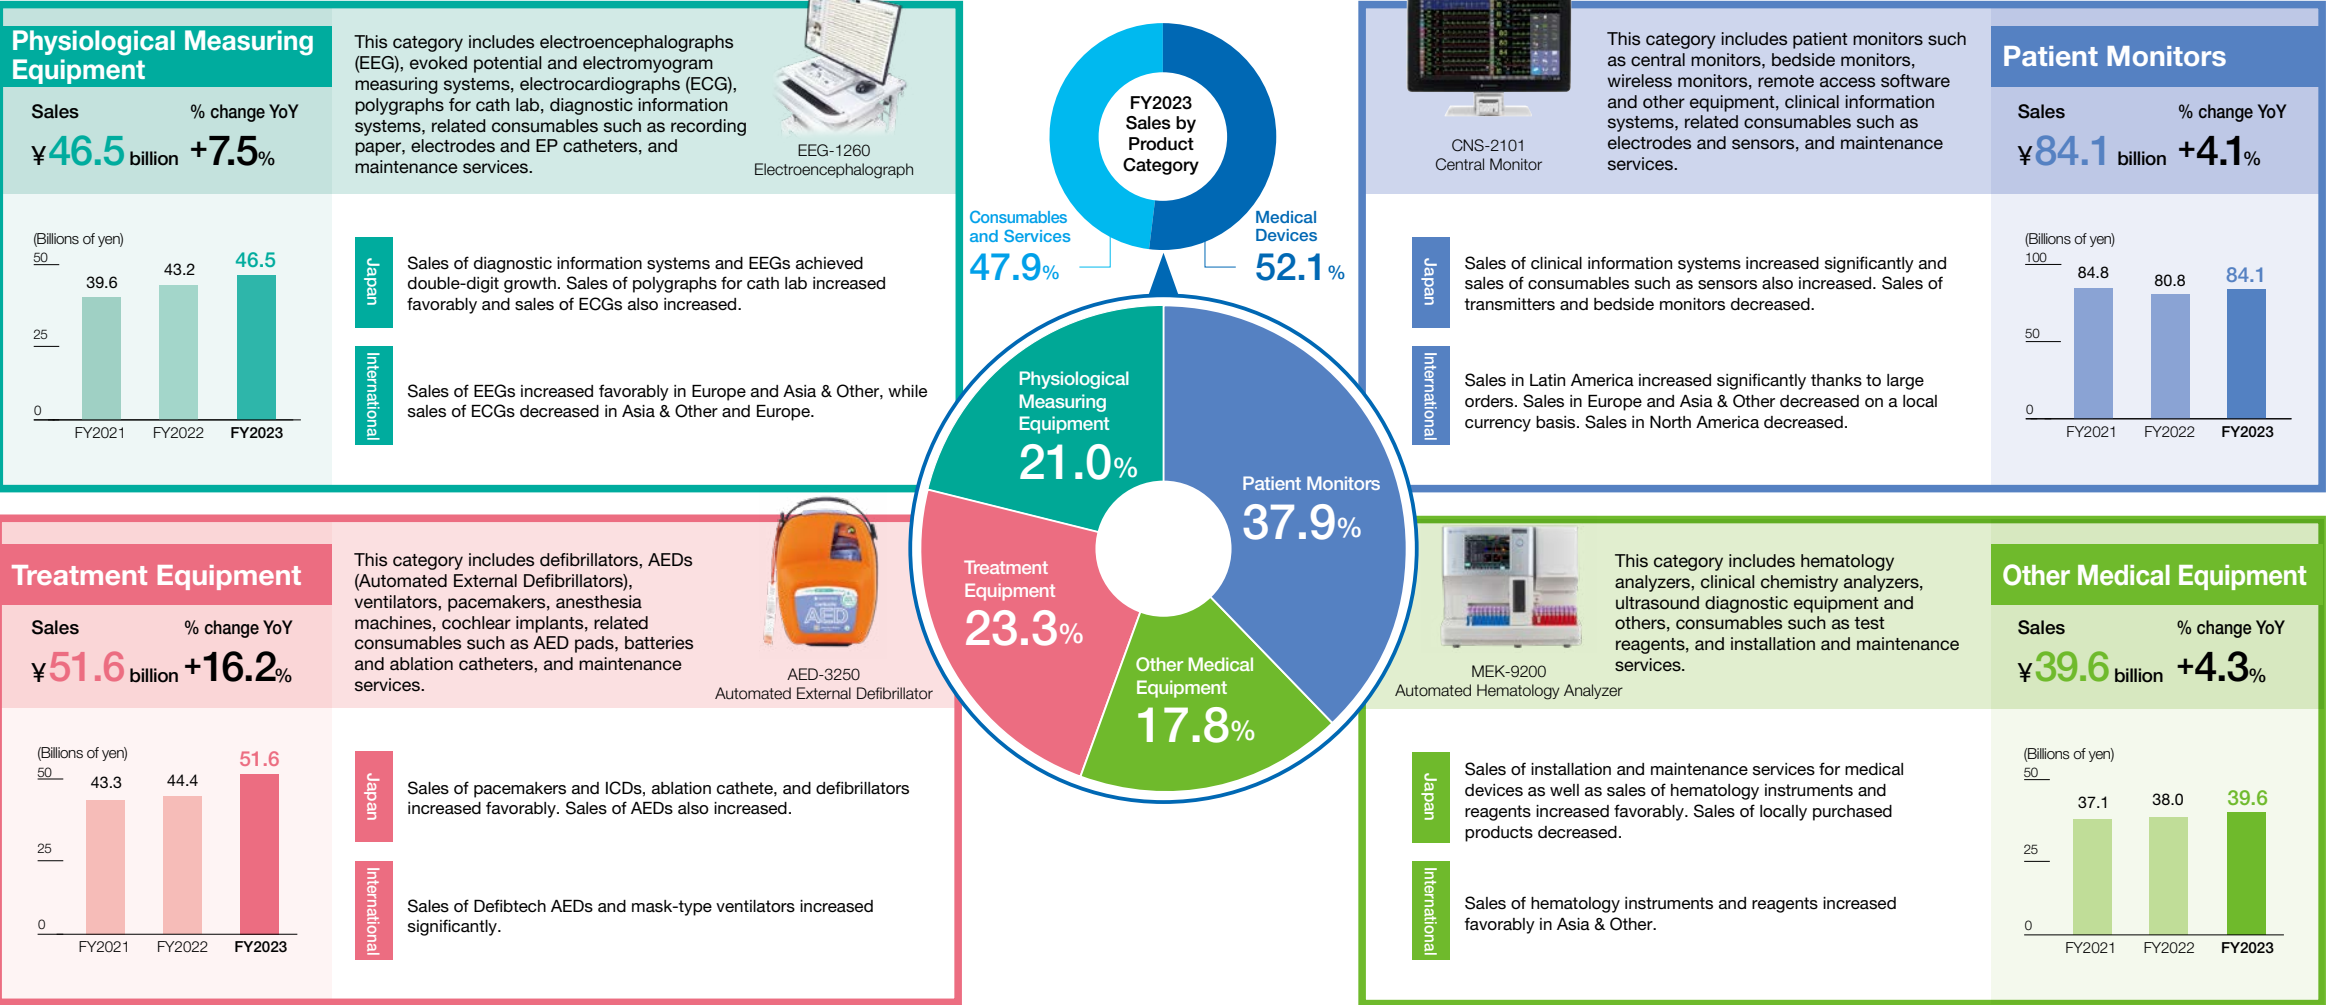 Physiological Measuring
Equipment
Sales
% change YoY
¥46.5 billion +7.5%
This category includes electroencephalographs
(EEG), evoked potential and electromyogram
measuring systems, electrocardiographs (ECG),
polygraphs for cath lab, diagnostic information
systems, related consumables such as recording
paper, electrodes and EP catheters, and
maintenance services.
EEG-1260
Electroencephalograph
(Billions of yen)
50
25
0
39.6
43.2
46.5
FY2021
FY2022
FY2023
Japan
Sales of diagnostic information systems and EEGs achieved
double-digit growth. Sales of polygraphs for cath lab increased
favorably and sales of ECGs also increased.
International
Sales of EEGs increased favorably in Europe and Asia & Other, while
sales of ECGs decreased in Asia & Other and Europe.
FY2023
Sales by
Product
Category
Consumables
and Services
47.9%
Medical
Devices
52.1%
Physiological
Measuring
Equipment
21.0%
Patient Monitors
37.9%
Treatment
Equipment
23.3%
Other Medical
Equipment
17.8%
CNS-2101
Central Monitor
This category includes patient monitors such
as central monitors, bedside monitors,
wireless monitors, remote access software
and other equipment, clinical information
systems, related consumables such as
electrodes and sensors, and maintenance
services.
Patient Monitors
Sales
% change YoY
¥84.1 billion +4.1%
Japan
Sales of clinical information systems increased significantly and
sales of consumables such as sensors also increased. Sales of
transmitters and bedside monitors decreased.
International
Sales in Latin America increased significantly thanks to large
orders. Sales in Europe and Asia & Other decreased on a local
currency basis. Sales in North America decreased.
(Billions of yen)
100
50
0
84.8
80.8
84.1
FY2021
FY2022
FY2023
Treatment Equipment
Sales
% change YoY
¥51.6 billion +16.2%
This category includes defibrillators, AEDs
(Automated External Defibrillators),
ventilators, pacemakers, anesthesia
machines, cochlear implants, related
consumables such as AED pads, batteries
and ablation catheters, and maintenance
services.
AED
AED-3250
Automated External Defibrillator
(Billions of yen)
50
25
0
43.3
44.4
51.6
FY2021
FY2022
FY2023
Japan
Sales of pacemakers and ICDs, ablation cathete, and defibrillators
increased favorably. Sales of AEDs also increased.
International
Sales of Defibtech AEDs and mask-type ventilators increased
significantly.
MEK-9200
Automated Hematology Analyzer
This category includes hematology
analyzers, clinical chemistry analyzers,
ultrasound diagnostic equipment and
others, consumables such as test
reagents, and installation and maintenance
services.
Other Medical Equipment
Sales
% change YoY
¥39.6 billion +4.3%
Japan
Sales of installation and maintenance services for medical
devices as well as sales of hematology instruments and
reagents increased favorably. Sales of locally purchased
products decreased.
International
Sales of hematology instruments and reagents increased
favorably in Asia & Other.
(Billions of yen)
50
25
0
37.1
38.0
39.6
FY2021
FY2022
FY2023